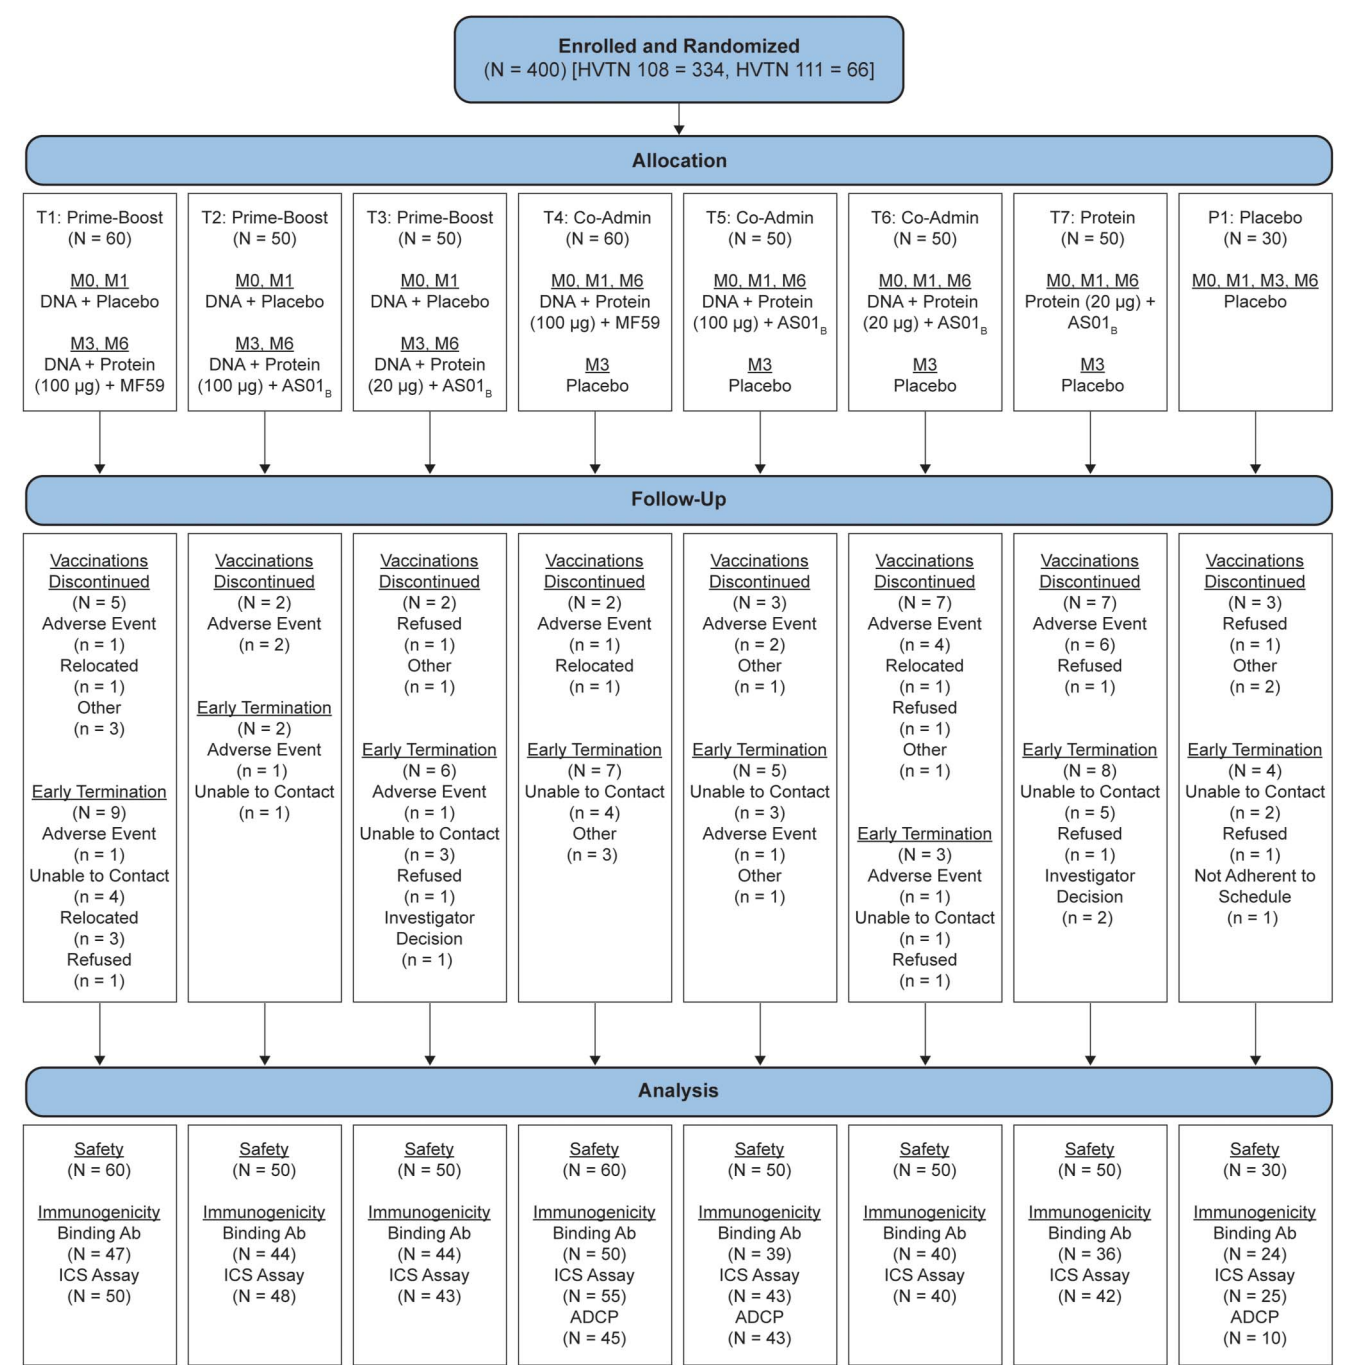 Enrolled and Randomized
(N = 400) [HVTN 108 = 334, HVTN 111 = 66]
Allocation
T1: Prime-Boost
(N = 60)
M0, M1
DNA + Placebo
M3, M6
DNA + Protein
(100 µg) + MF59
T2: Prime-Boost
(N = 50)
M0, M1
DNA + Placebo
M3, M6
DNA + Protein
(100 µg) + AS01B
T3: Prime-Boost
(N = 50)
M0, M1
DNA + Placebo
M3, M6
DNA + Protein
(20 µg) + AS01B
T4: Co-Admin
(N = 60)
M0, M1, M6
DNA + Protein
(100 µg) + MF59
M3
Placebo
T5: Co-Admin
(N = 50)
M0, M1, M6
DNA + Protein
(100 µg) + AS01B
M3
Placebo
T6: Co-Admin
(N = 50)
M0, M1, M6
DNA + Protein
(20 µg) + AS01B
M3
Placebo
T7: Protein
(N = 50)
M0, M1, M6
Protein (20 µg) +
AS01B
M3
Placebo
P1: Placebo
(N = 30)
M0, M1, M3, M6
Placebo
Follow-Up
Vaccinations
Discontinued
(N = 5)
Adverse Event
(n = 1)
Relocated
(n = 1)
Other
(n = 3)
Early Termination
(N = 9)
Adverse Event
(n = 1)
Unable to Contact
(n = 4)
Relocated
(n = 3)
Refused
(n = 1)
Vaccinations
Discontinued
(N = 2)
Adverse Event
(n = 2)
Early Termination
(N = 2)
Adverse Event
(n = 1)
Unable to Contact
(n = 1)
Vaccinations
Discontinued
(N = 2)
Refused
(n = 1)
Other
(n = 1)
Early Termination
(N = 6)
Adverse Event
(n = 1)
Unable to Contact
(n = 3)
Refused
(n = 1)
Investigator
Decision
(n = 1)
Vaccinations
Discontinued
(N = 2)
Adverse Event
(n = 1)
Relocated
(n = 1)
Early Termination
(N = 7)
Unable to Contact
(n = 4)
Other
(n = 3)
Vaccinations
Discontinued
(N = 3)
Adverse Event
(n = 2)
Other
(n = 1)
Early Termination
(N = 5)
Unable to Contact
(n = 3)
Adverse Event
(n = 1)
Other
(n = 1)
Vaccinations
Discontinued
(N = 7)
Adverse Event
(n = 4)
Relocated
(n = 1)
Refused
(n = 1)
Other
(n = 1)
Early Termination
(N = 3)
Adverse Event
(n = 1)
Unable to Contact
(n = 1)
Refused
(n = 1)
Vaccinations
Discontinued
(N = 7)
Adverse Event
(n = 6)
Refused
(n = 1)
Early Termination
(N = 8)
Unable to Contact
(n = 5)
Refused
(n = 1)
Investigator
Decision
(n = 2)
Vaccinations
Discontinued
(N = 3)
Refused
(n = 1)
Other
(n = 2)
Early Termination
(N = 4)
Unable to Contact
(n = 2)
Refused
(n = 1)
Not Adherent to
Schedule
(n = 1)
Analysis
Safety
(N = 60)
Immunogenicity
Binding Ab
(N = 47)
ICS Assay
(N = 50)
Safety
(N = 50)
Immunogenicity
Binding Ab
(N = 44)
ICS Assay
(N = 48)
Safety
(N = 50)
Immunogenicity
Binding Ab
(N = 44)
ICS Assay
(N = 43)
Safety
(N = 60)
Immunogenicity
Binding Ab
(N = 50)
ICS Assay
(N = 55)
ADCP
(N = 45)
Safety
(N = 50)
Immunogenicity
Binding Ab
(N = 39)
ICS Assay
(N = 43)
ADCP
(N = 43)
Safety
(N = 50)
Immunogenicity
Binding Ab
(N = 40)
ICS Assay
(N = 40)
Safety
(N = 50)
Immunogenicity
Binding Ab
(N = 36)
ICS Assay
(N = 42)
Safety
(N = 30)
Immunogenicity
Binding Ab
(N = 24)
ICS Assay
(N = 25)
ADCP
(N = 10)